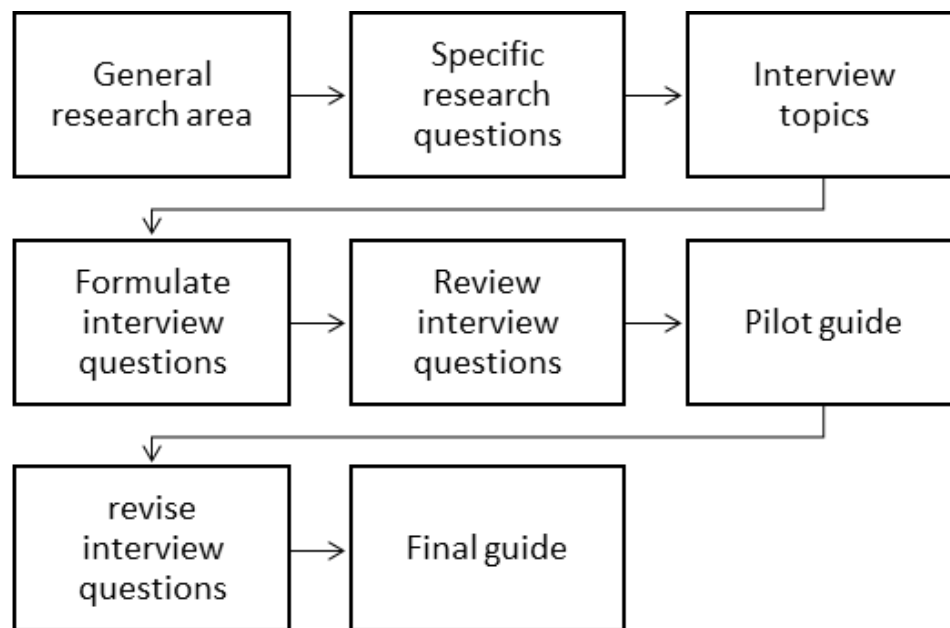 General
research area
Specific
research
questions
Interview
topics
Formulate
interview
questions
Review
interview
questions
Pilot guide
revise
interview
questions
Final guide